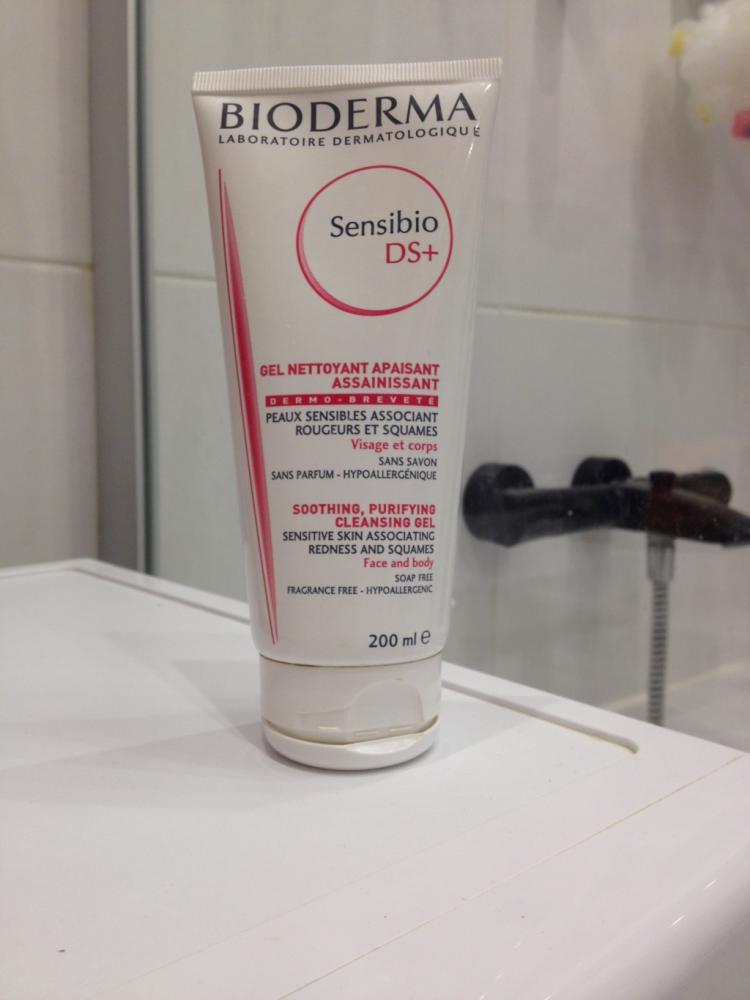 BIODERMA
LABORATOIRE DERMATOLOGIQUE
Sensibio
DS+
GEL NETTOYANT APAISANT
ASSAINISSANT
DERMO-BREVETÉ
PEAUX SENSIBLES ASSOCIANT
ROUGEURS ET SQUAMES
Visage et corps
SANS SAVON
SANS PARFUM - HYPOALLERGÉNIQUE
SOOTHING, PURIFYING
CLEANSING GEL
SENSITIVE SKIN ASSOCIATING
REDNESS AND SQUAMES
Face and body
SOAP FREE
FRAGRANCE FREE - HYPOALLERGENIC
200 ml e